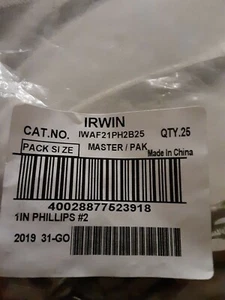 IRWIN
CAT.NO. IWAF21PH2B25 QTY.25
PACK SIZE MASTER / PAK Made in China
40028877523918
1IN PHILLIPS #2
2019 31-GO